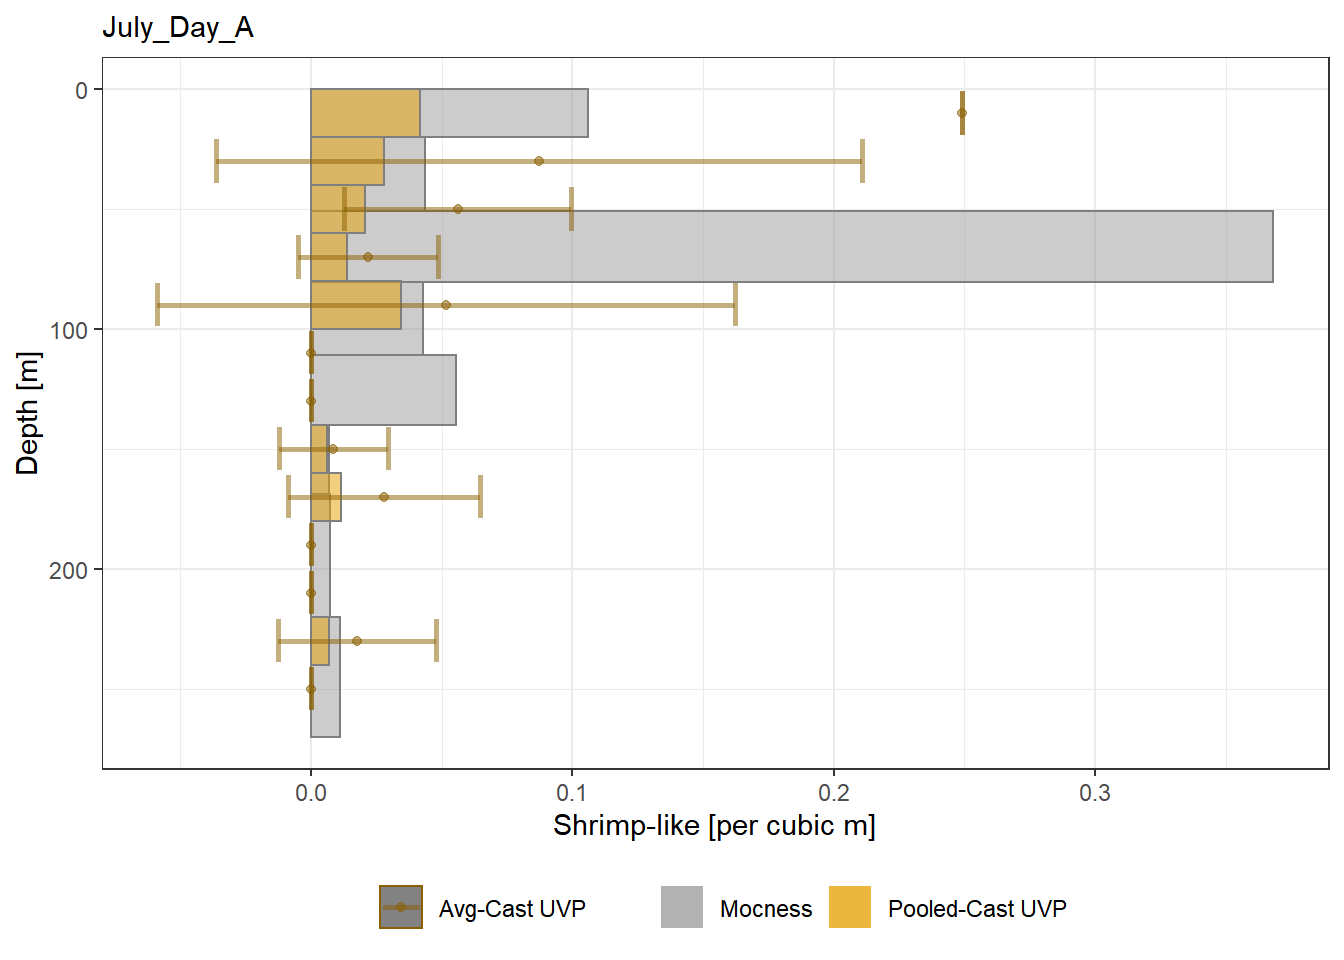 July_Day_A
0
100
200
Depth [m]
0.0 0.1 0.2 0.3
Shrimp-like [per cubic m]
Avg-Cast UVP Mocness Pooled-Cast UVP